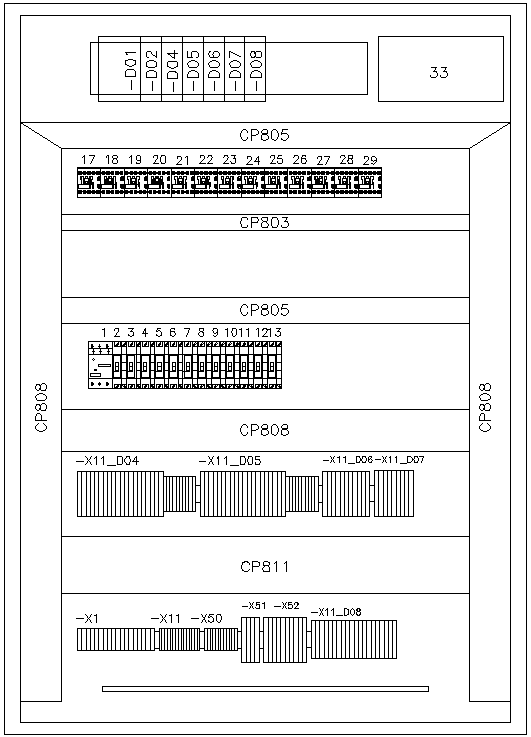 -D01 -D02 -D04 -D05 -D06 -D07 -D08
33
CP805
17 18 19 20 21 22 23 24 25 26 27 28 29
CP803
CP805
1 2 3 4 5 6 7 8 9 10 11 12 13
CP808
CP808
CP808
-X11_D04 -X11_D05 -X11_D06 -X11_D07
CP811
-X1 -X11 -X50 -X51 -X52 -X11_D08